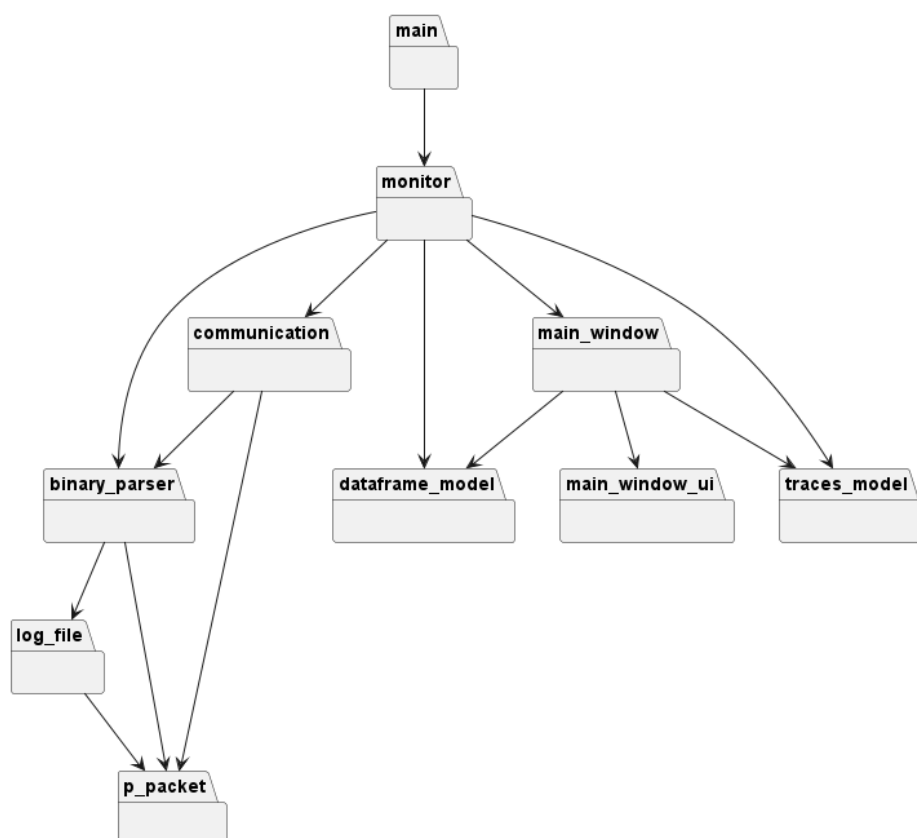 main
monitor
communication
main_window
binary_parser
dataframe_model
main_window_ui
traces_model
log_file
p_packet